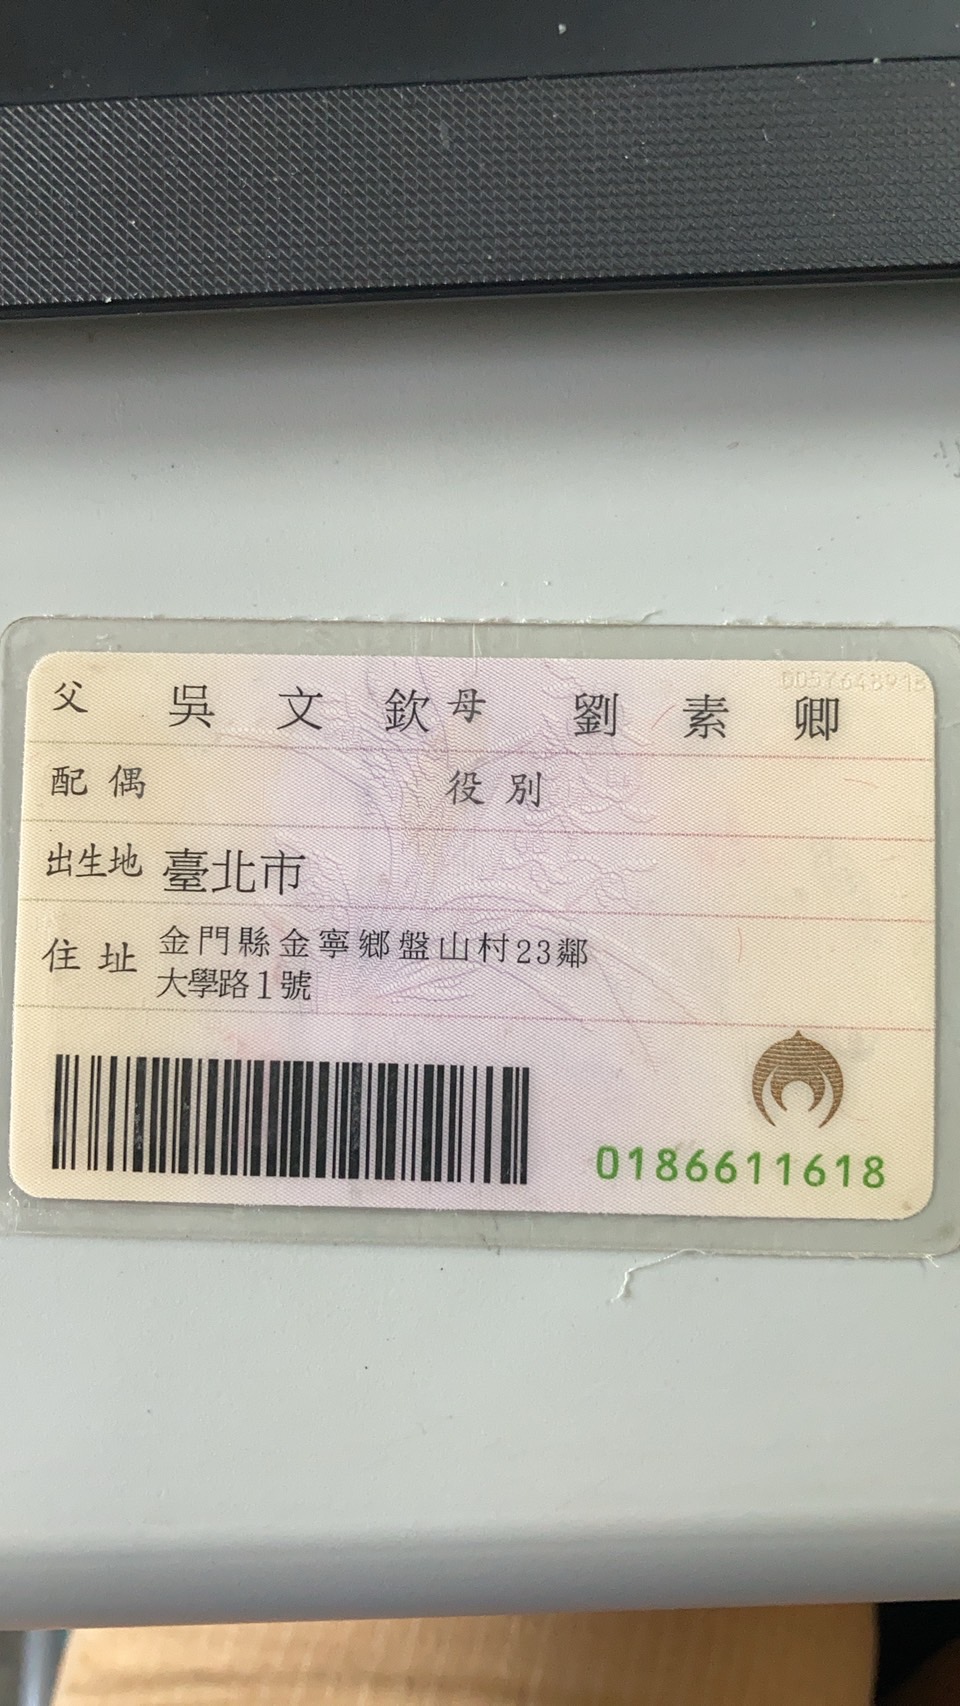 父 吳文欽 母 劉素卿
配偶 役別
出生地 臺北市
住址 金門縣金寧鄉盤山村23鄰
大學路1號
0186611618